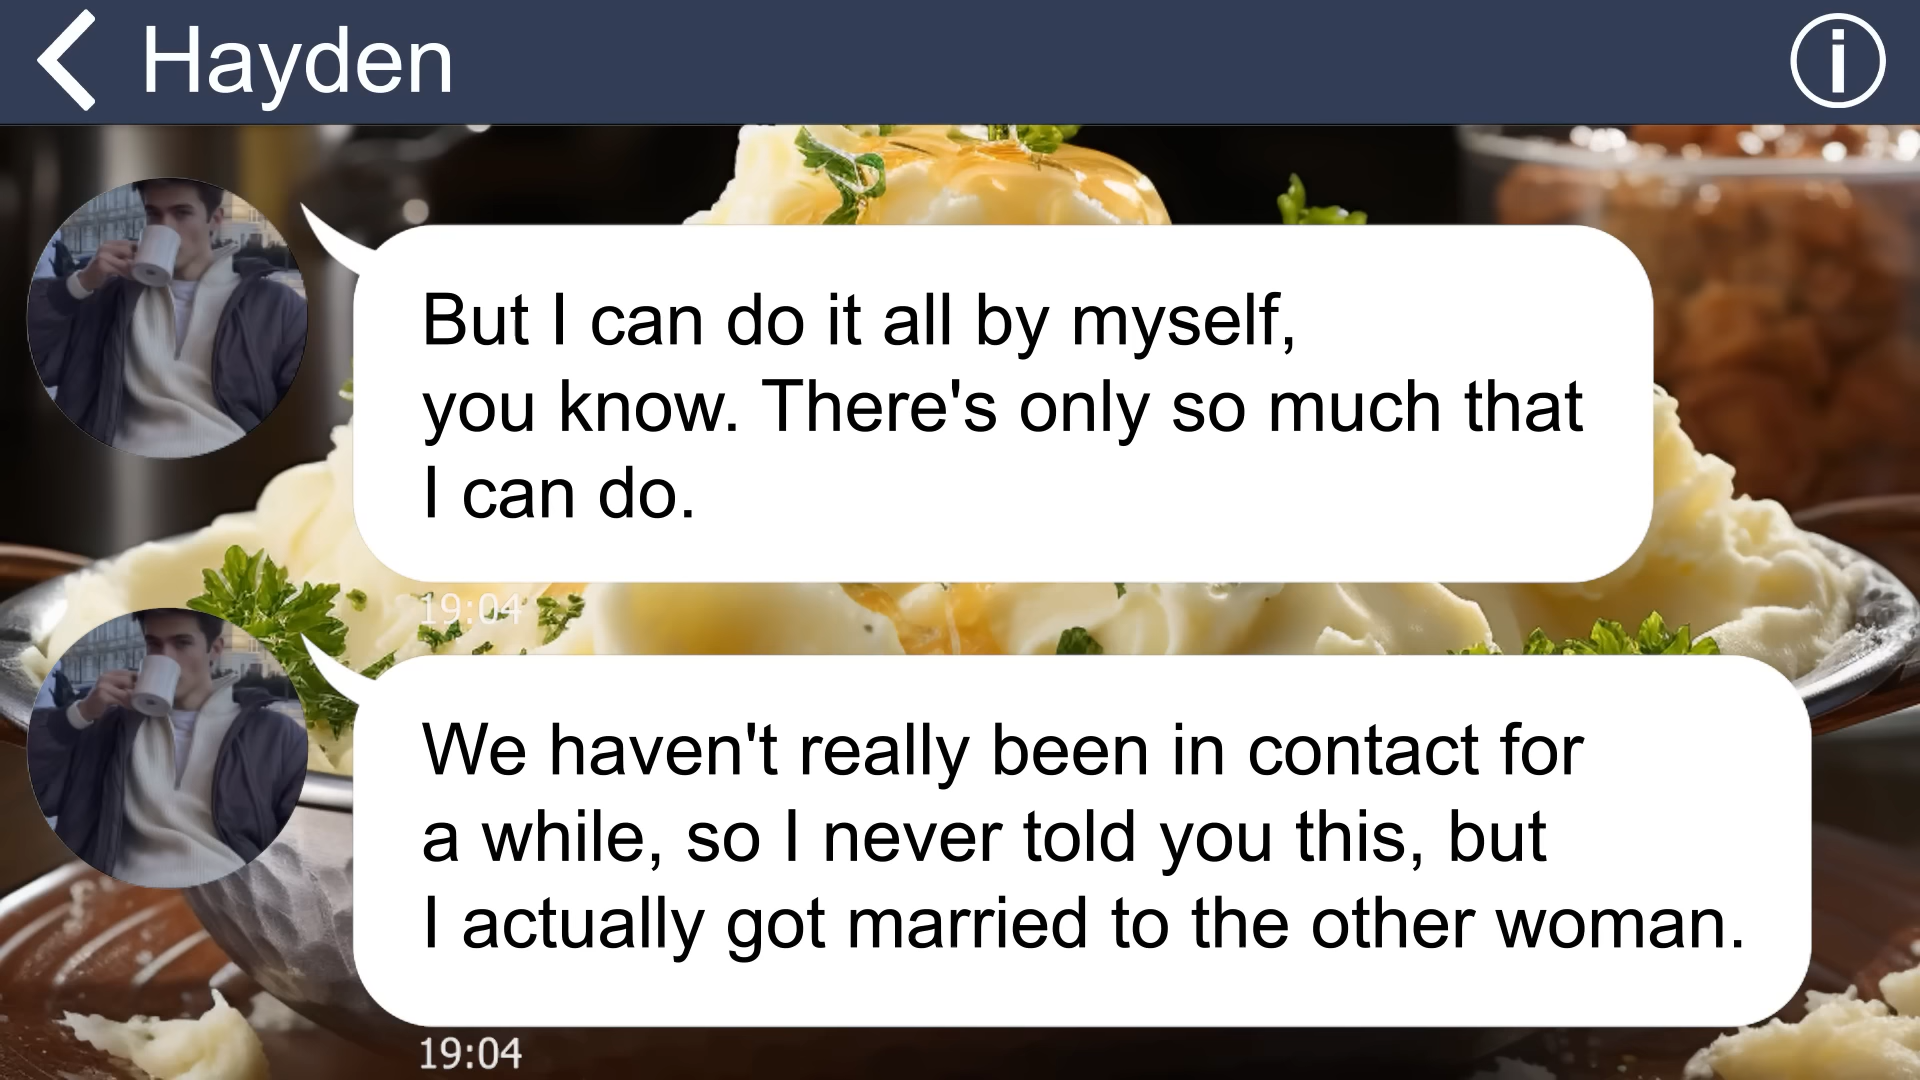 Hayden
But I can do it all by myself,
you know. There's only so much that
I can do.
19:04
We haven't really been in contact for
a while, so I never told you this, but
I actually got married to the other woman.
19:04